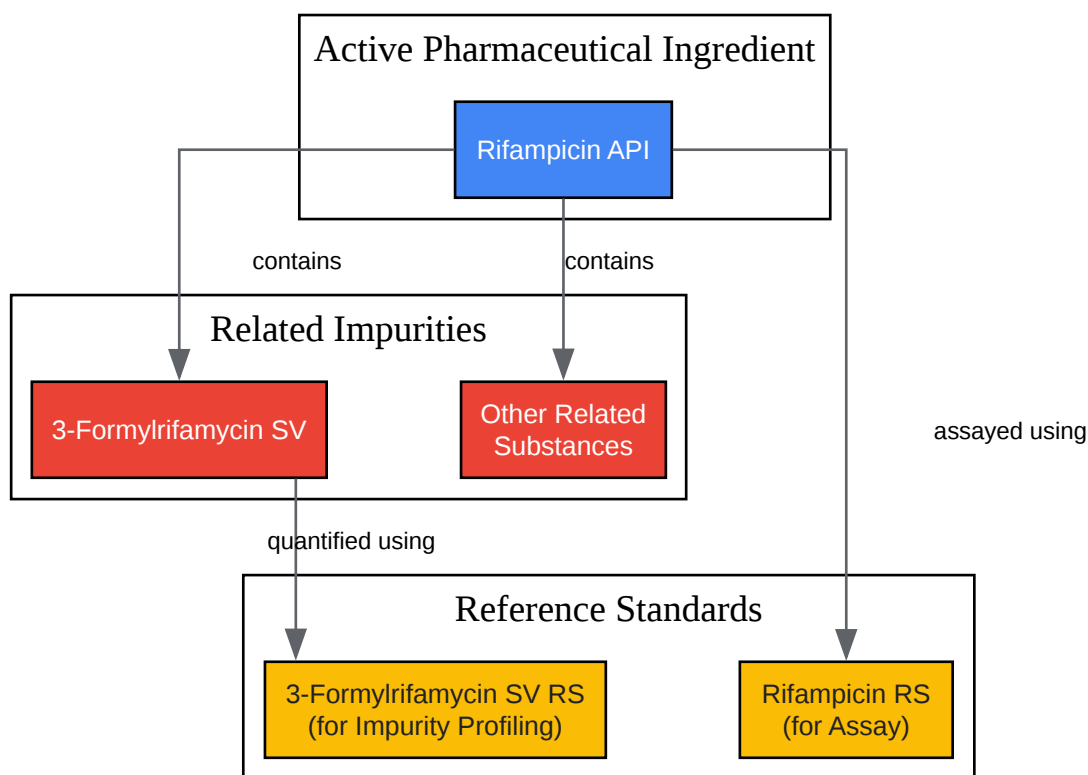 Active Pharmaceutical Ingredient
Rifampicin API
contains
contains
Related Impurities
3-Formylrifamycin SV
Other Related
Substances
assayed using
quantified using
Reference Standards
3-Formylrifamycin SV RS
(for Impurity Profiling)
Rifampicin RS
(for Assay)